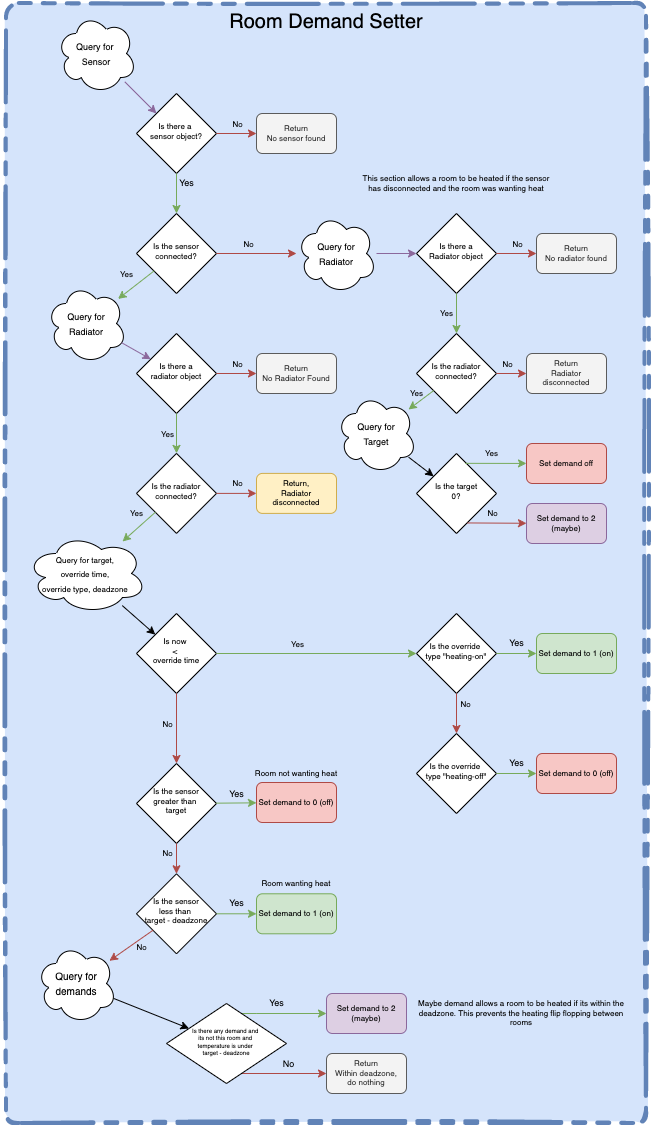 Room Demand Setter
Query for
Sensor
Is there a
sensor object?
No
Return
No sensor found
Yes
This section allows a room to be heated if the sensor
has disconnected and the room was wanting heat
Is the sensor
connected?
No
Query for
Radiator
Is there a
Radiator object
No
Return
No radiator found
Yes
Query for
Radiator
Yes
Is there a
radiator object
No
Return
No Radiator Found
Is the radiator
connected?
No
Return
Radiator
disconnected
Yes
Query for
Target
Yes
Is the radiator
connected?
No
Return,
Radiator
disconnected
Is the target
0?
Yes
Set demand off
No
Set demand to 2
(maybe)
Yes
Query for target,
override time,
override type, deadzone
Is now
<
override time
Yes
Is the override
type "heating-on"
Yes
Set demand to 1 (on)
No
No
Is the override
type "heating-off"
Yes
Set demand to 0 (off)
Room not wanting heat
Is the sensor
greater than
target
Yes
Set demand to 0 (off)
No
Room wanting heat
Is the sensor
less than
target - deadzone
Yes
Set demand to 1 (on)
No
Query for
demands
Is there any demand and
its not this room and
temperature is under
target - deadzone
Yes
Set demand to 2
(maybe)
Maybe demand allows a room to be heated if its within the
deadzone. This prevents the heating flip flopping between
rooms
No
Return
Within deadzone,
do nothing